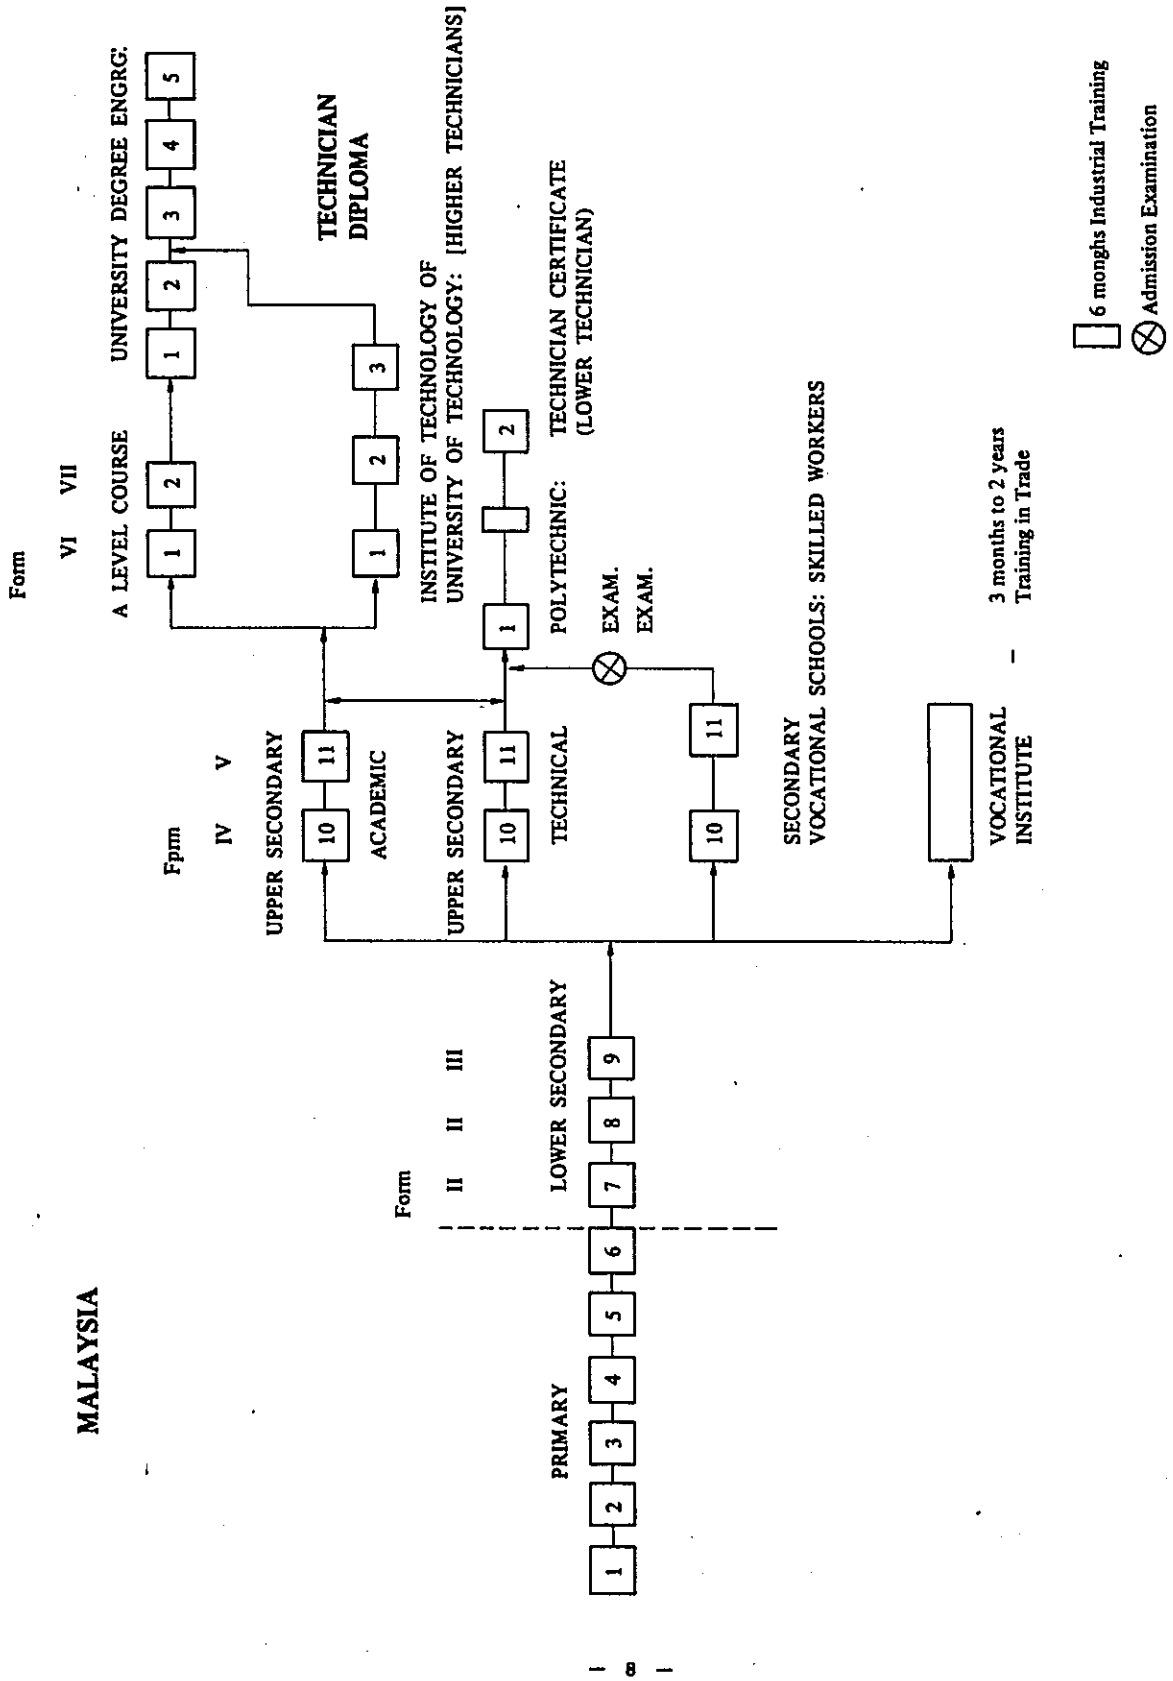 MALAYSIA
Form
VI VII
A LEVEL COURSE UNIVERSITY DEGREE ENGRG:
1 2 1 2 3 4 5
Fprm
IV V
UPPER SECONDARY
10 11
ACADEMIC
1 2 3
TECHNICIAN
DIPLOMA
INSTITUTE OF TECHNOLOGY OF
UNIVERSITY OF TECHNOLOGY: [HIGHER TECHNICIANS]
Form
II II III
UPPER SECONDARY
10 11
TECHNICAL
1 2
POLYTECHNIC: TECHNICIAN CERTIFICATE
(LOWER TECHNICIAN)
PRIMARY LOWER SECONDARY
1 2 3 4 5 6 7 8 9
EXAM.
EXAM.
10 11
SECONDARY
VOCATIONAL SCHOOLS: SKILLED WORKERS
VOCATIONAL
INSTITUTE
– 3 months to 2 years
Training in Trade
6 monghs Industrial Training
Admission Examination
— 8 —